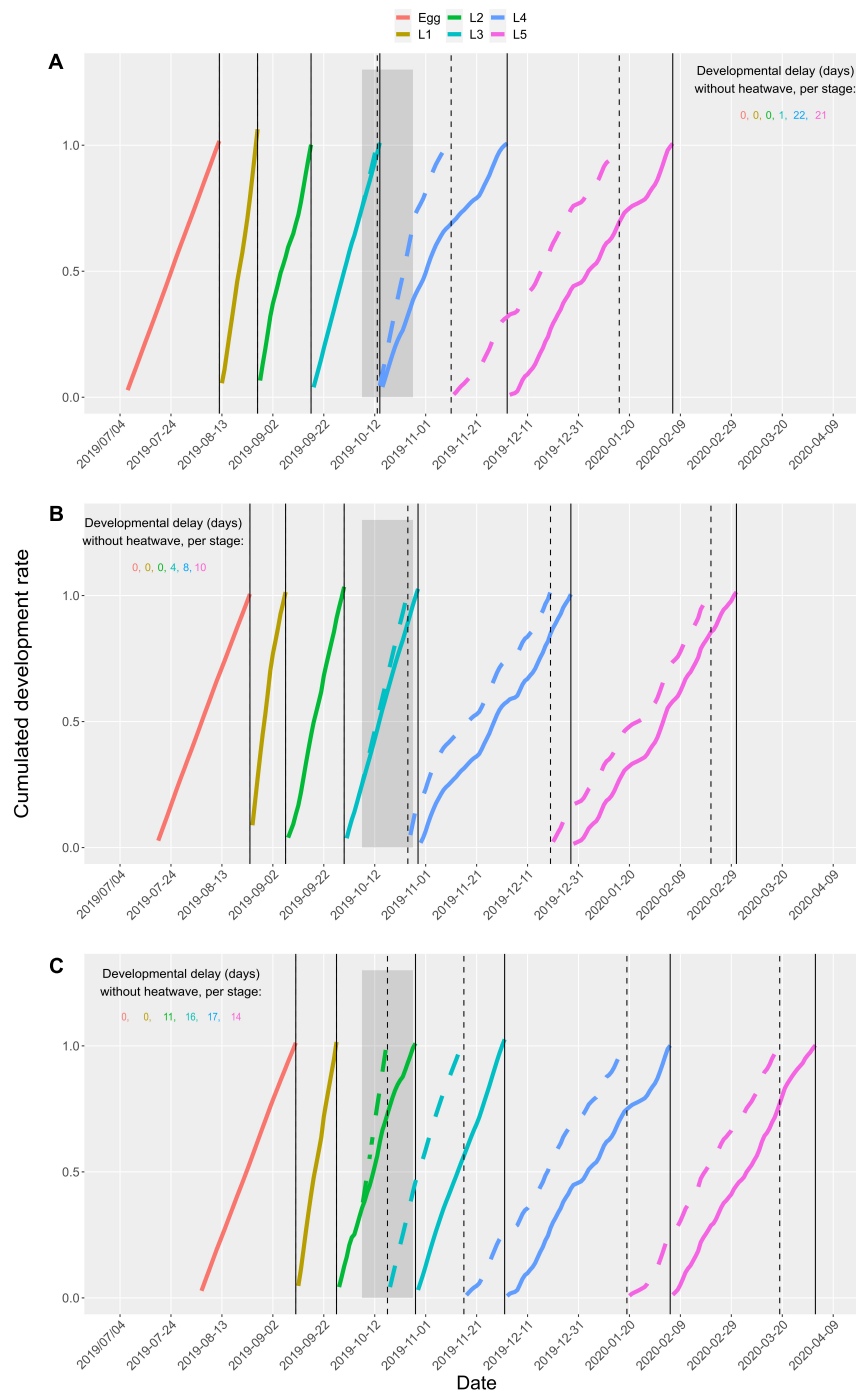 Egg L2 L4
L1 L3 L5
A
Developmental delay (days)
without heatwave, per stage:
0, 0, 0, 1, 22, 21
1.0
0.5
0.0
2019/07/04 2019-07-24 2019-08-13 2019-09-02 2019-09-22 2019-10-12 2019-11-01 2019-11-21 2019-12-11 2019-12-31 2020-01-20 2020-02-09 2020-02-29 2020-03-20 2020-04-09
B
Developmental delay (days)
without heatwave, per stage:
0, 0, 0, 4, 8, 10
1.0
0.5
0.0
2019/07/04 2019-07-24 2019-08-13 2019-09-02 2019-09-22 2019-10-12 2019-11-01 2019-11-21 2019-12-11 2019-12-31 2020-01-20 2020-02-09 2020-02-29 2020-03-20 2020-04-09
Cumulated development rate
C
Developmental delay (days)
without heatwave, per stage:
0, 0, 11, 16, 17, 14
1.0
0.5
0.0
2019/07/04 2019-07-24 2019-08-13 2019-09-02 2019-09-22 2019-10-12 2019-11-01 2019-11-21 2019-12-11 2019-12-31 2020-01-20 2020-02-09 2020-02-29 2020-03-20 2020-04-09
Date